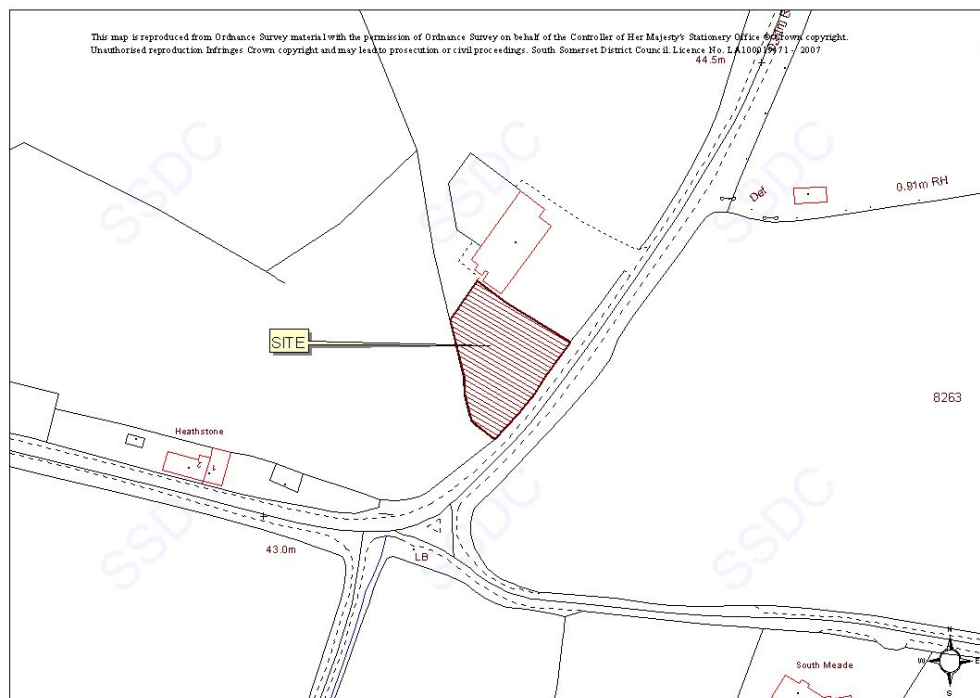 This map is reproduced from Ordnance Survey material with the permission of Ordnance Survey on behalf of the Controller of Her Majesty's Stationery Office © Crown copyright.
Unauthorised reproduction infringes Crown copyright and may lead to prosecution or civil proceedings. South Somerset District Council. Licence No. LA100019471 - 2007
44.5m
SSDC
SSDC
SSDC
Def
0.91m RH
SITE
8263
Heathstone
2
1
SSDC
SSDC
SSDC
43.0m
LB
South Meade
N
W
E
S